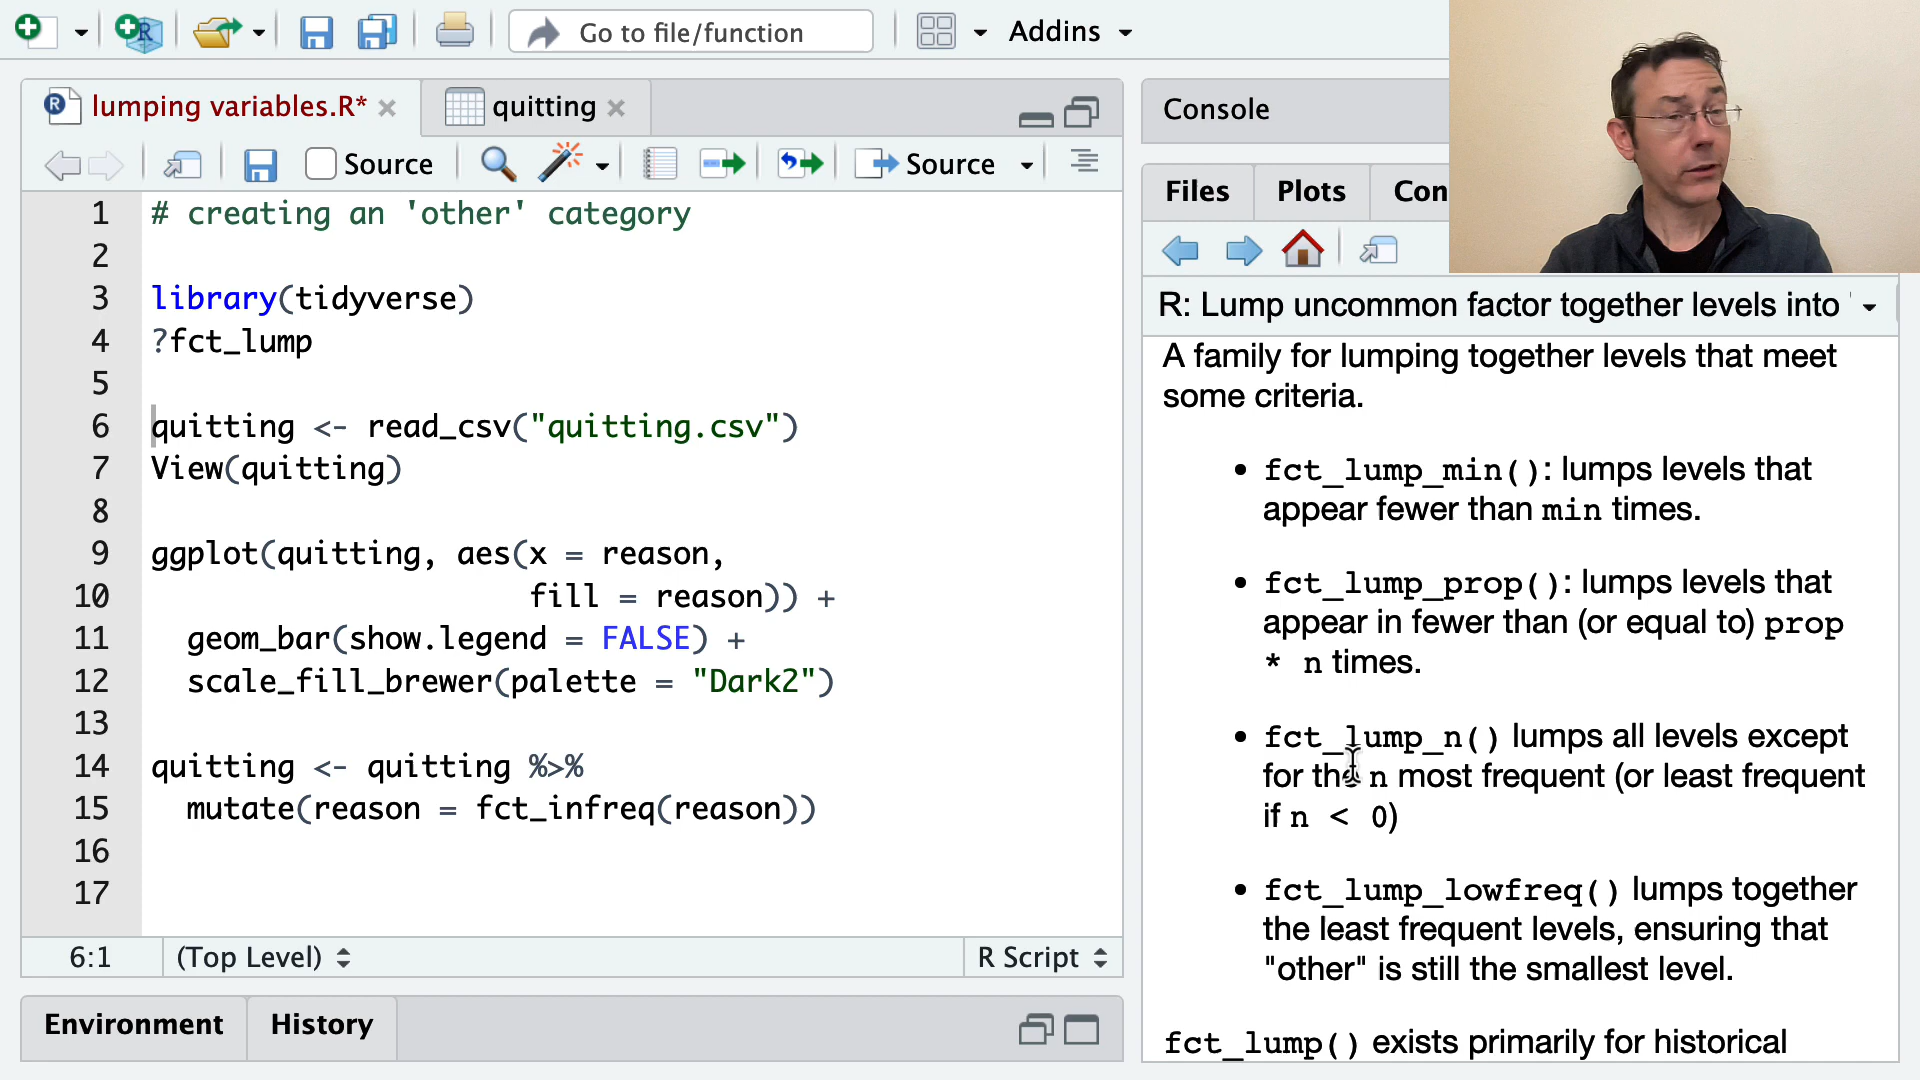 Go to file/function
Addins
lumping variables.R*
quitting
Source
Source
1 # creating an 'other' category
2
3 library(tidyverse)
4 ?fct_lump
5
6 quitting <- read_csv("quitting.csv")
7 View(quitting)
8
9 ggplot(quitting, aes(x = reason,
10 fill = reason)) +
11 geom_bar(show.legend = FALSE) +
12 scale_fill_brewer(palette = "Dark2")
13
14 quitting <- quitting %>%
15 mutate(reason = fct_infreq(reason))
16
17
6:1
(Top Level)
R Script
Environment
History
Console
Files
Plots
Con
R: Lump uncommon factor together levels into '
A family for lumping together levels that meet
some criteria.
• fct_lump_min(): lumps levels that
appear fewer than min times.
• fct_lump_prop(): lumps levels that
appear in fewer than (or equal to) prop
* n times.
• fct_lump_n() lumps all levels except
for the n most frequent (or least frequent
if n < 0)
• fct_lump_lowfreq() lumps together
the least frequent levels, ensuring that
"other" is still the smallest level.
fct_lump() exists primarily for historical